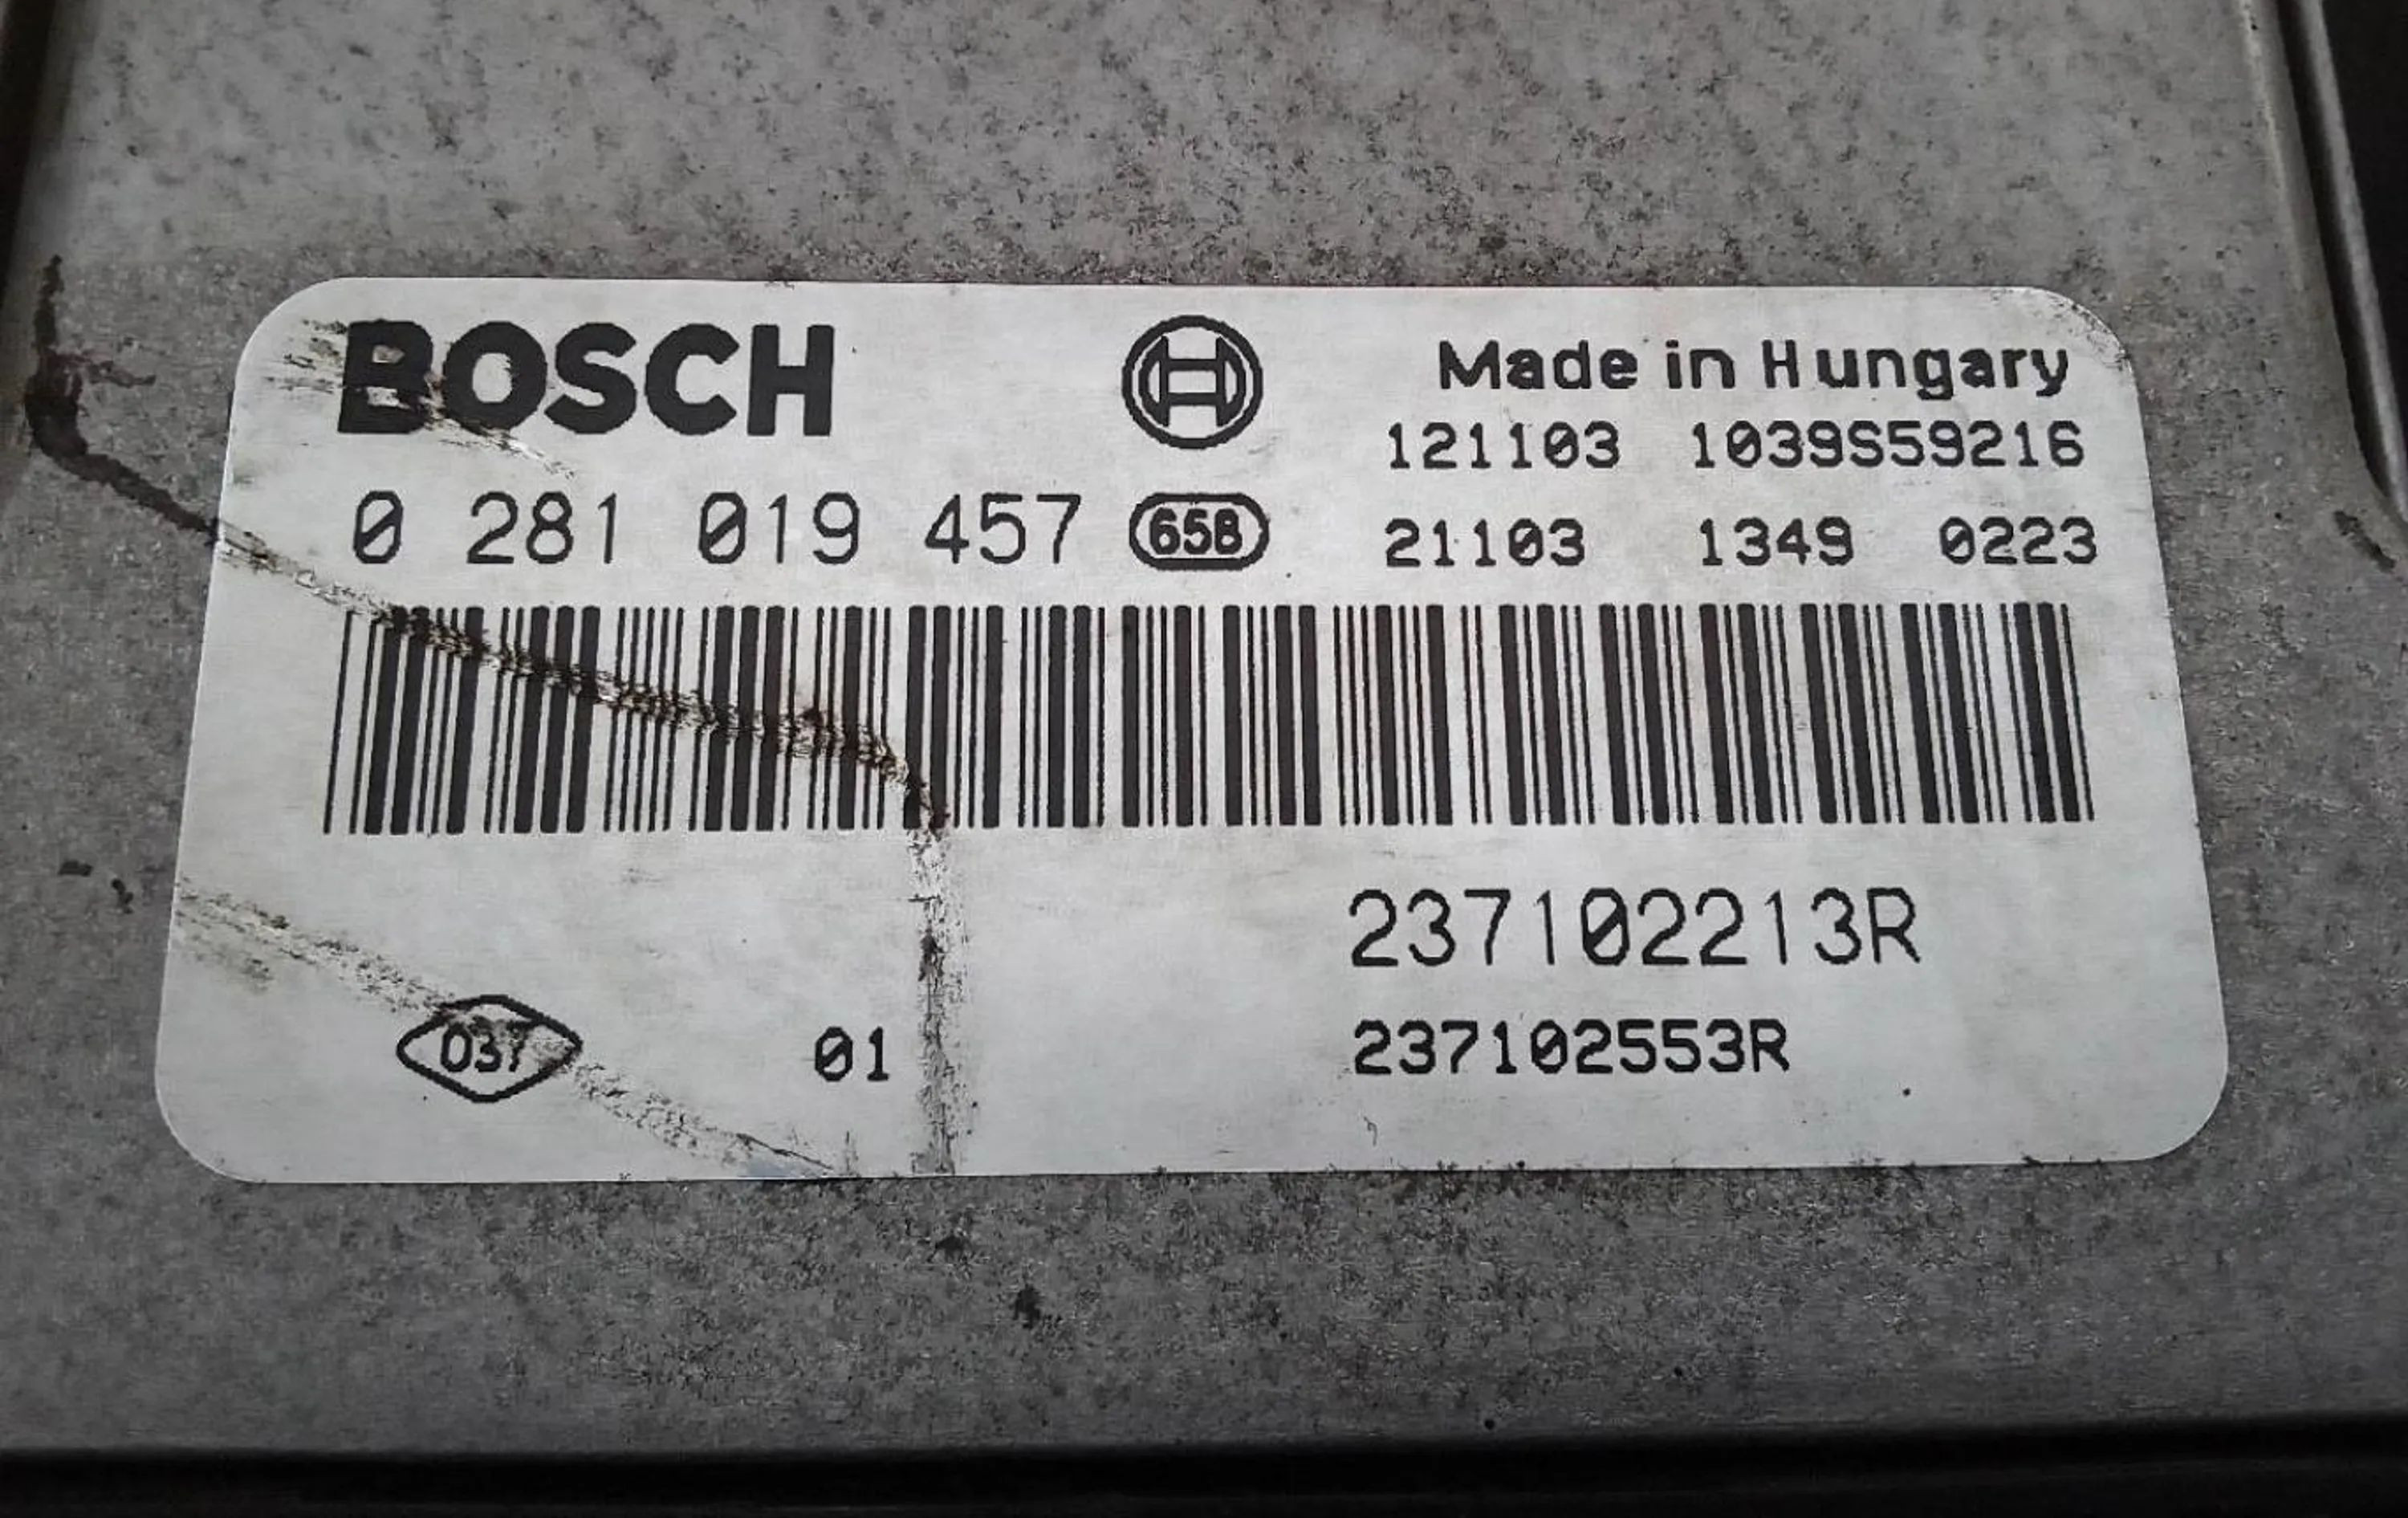 BOSCH
Made in Hungary
121103 1039S59216
0 281 019 457 658
21103 1349 0223
237102213R
037 01 237102553R